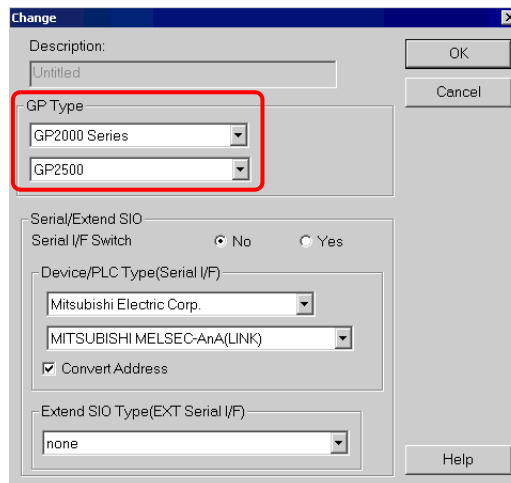 Change
Description:
Untitled
OK
Cancel
GP Type
GP2000 Series
GP2500
Serial/Extend SIO
Serial I/F Switch
No
Yes
Device/PLC Type(Serial I/F)
Mitsubishi Electric Corp.
MITSUBISHI MELSEC-AnA(LINK)
Convert Address
Extend SIO Type(EXT Serial I/F)
none
Help